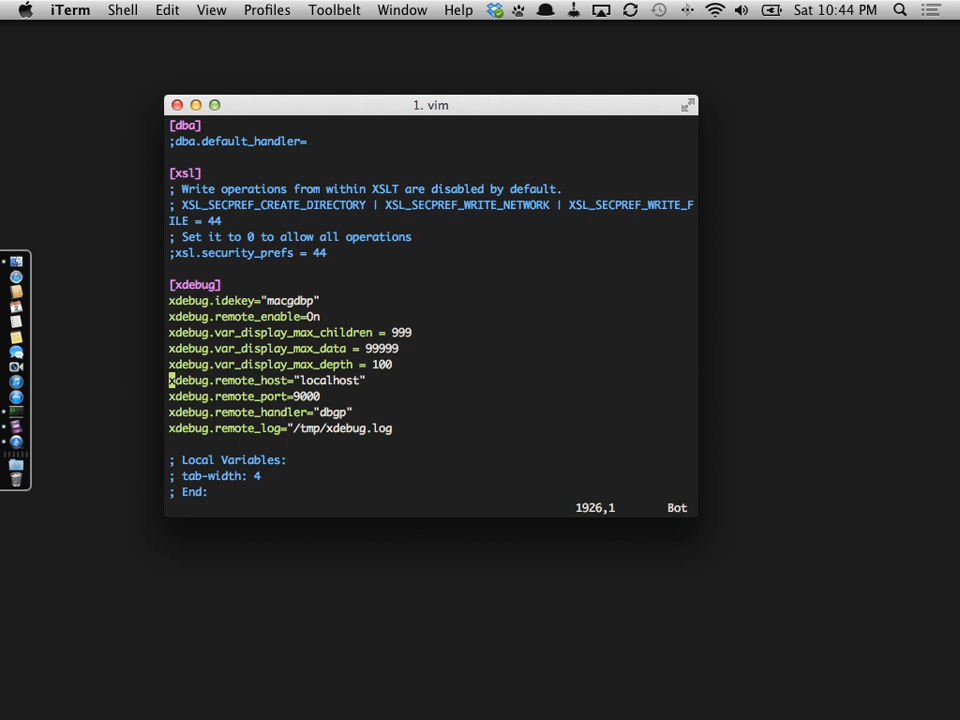 iTerm Shell Edit View Profiles Toolbelt Window Help Sat 10:44 PM
1. vim
[dba]
;dba.default_handler=
[xsl]
; Write operations from within XSLT are disabled by default.
; XSL_SECPREF_CREATE_DIRECTORY | XSL_SECPREF_WRITE_NETWORK | XSL_SECPREF_WRITE_F
ILE = 44
; Set it to 0 to allow all operations
;xsl.security_prefs = 44
[xdebug]
xdebug.idekey="macgdbp"
xdebug.remote_enable=On
xdebug.var_display_max_children = 999
xdebug.var_display_max_data = 99999
xdebug.var_display_max_depth = 100
xdebug.remote_host="localhost"
xdebug.remote_port=9000
xdebug.remote_handler="dbgp"
xdebug.remote_log="/tmp/xdebug.log
; Local Variables:
; tab-width: 4
; End:
1926,1 Bot